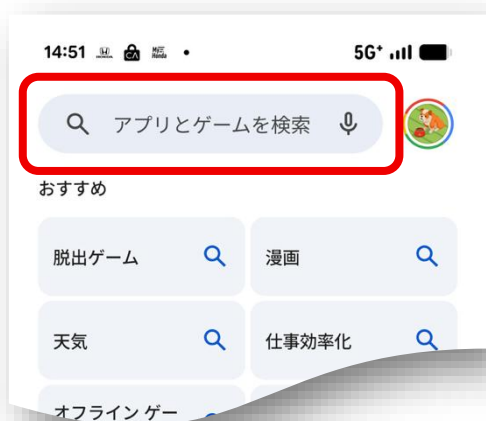 14:51 5G+
アプリとゲームを検索
おすすめ
脱出ゲーム 漫画
天気 仕事効率化
オフライン ゲー